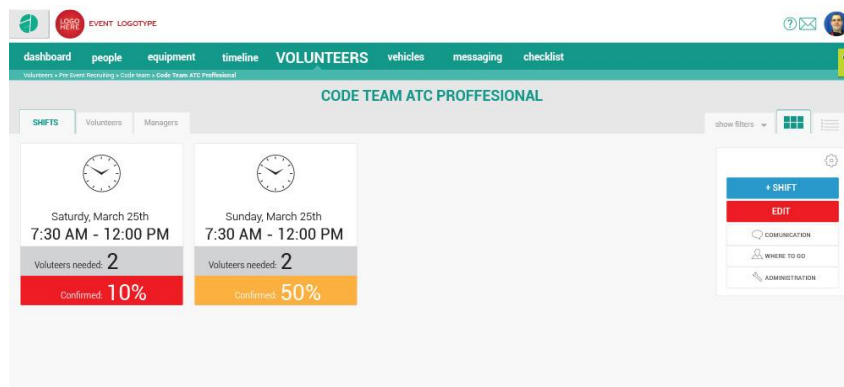 LOGO
HERE
EVENT LOGOTYPE
dashboard people equipment timeline VOLUNTEERS vehicles messaging checklist
Volunteers » Pre Event Recruiting » Code team » Code Team ATC Proffesional
CODE TEAM ATC PROFFESIONAL
SHIFTS Volunteers Managers show filters
Saturdy, March 25th
7:30 AM - 12:00 PM
Voluteers needed: 2
Confirmed: 10%
Sunday, March 25th
7:30 AM - 12:00 PM
Voluteers needed: 2
Confirmed: 50%
+ SHIFT
EDIT
COMUNICATION
WHERE TO GO
ADMINISTRATION